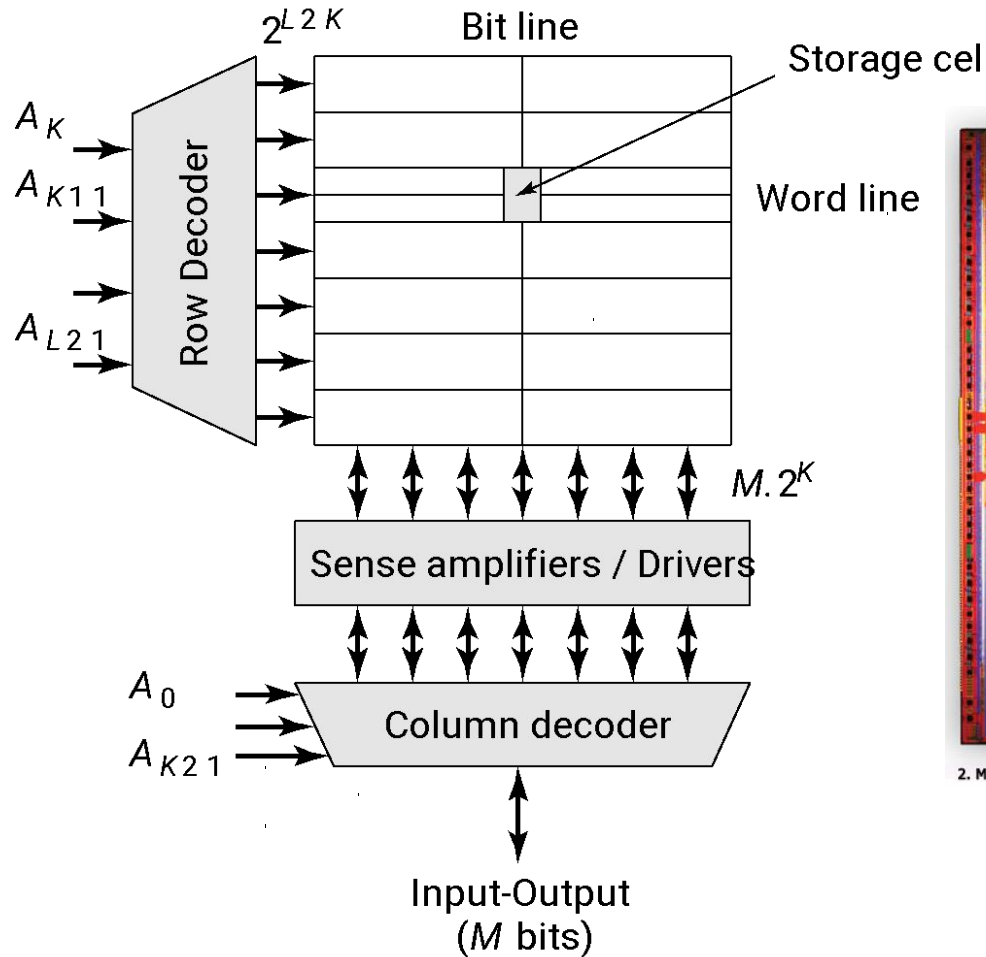 2^{L2K}
Bit line
Storage cel
A_K
A_{K11}
A_{L21}
Row Decoder
Word line
M.2^K
Sense amplifiers / Drivers
A_0
A_{K21}
Column decoder
Input-Output
(M bits)
2. M